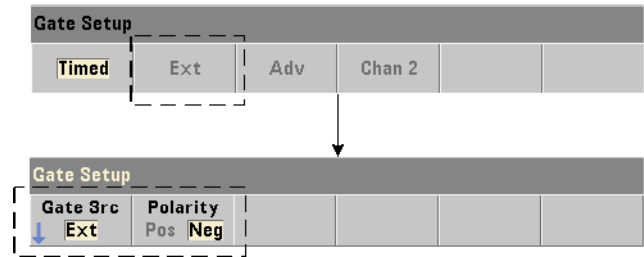 Gate Setup
Timed Ext Adv Chan 2
Gate Setup
Gate Src Polarity
Ext Pos Neg